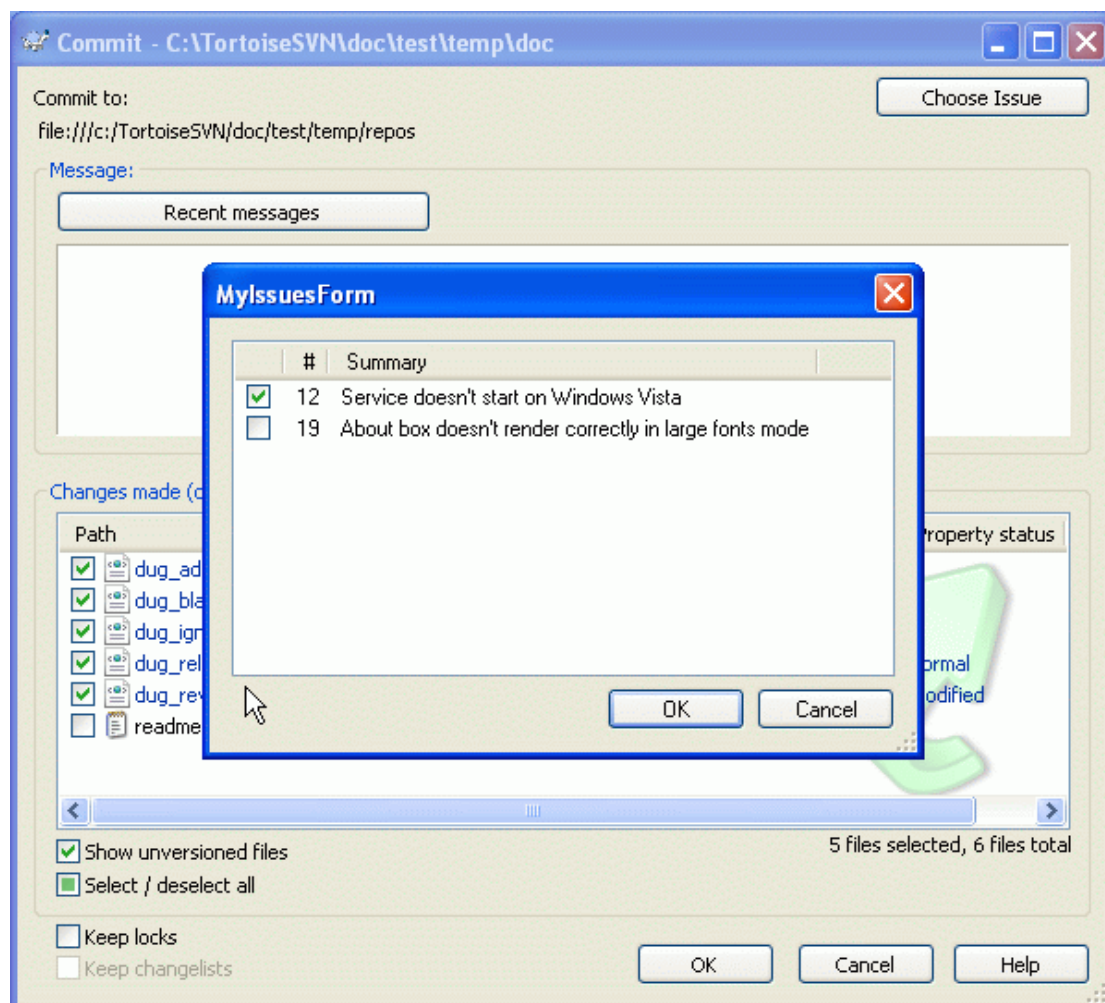 Commit - C:\TortoiseSVN\doc\test\temp\doc
Commit to:
Choose Issue
file:///c:/TortoiseSVN/doc/test/temp/repos
Message:
Recent messages
MyIssuesForm
# Summary
12 Service doesn't start on Windows Vista
19 About box doesn't render correctly in large fonts mode
OK Cancel
Changes made (
Path
roperty status
dug_ad
dug_bla
dug_ign
dug_rel
ormal
dug_rev
odified
readme
5 files selected, 6 files total
Show unversioned files
Select / deselect all
Keep locks
Keep changelists
OK Cancel Help